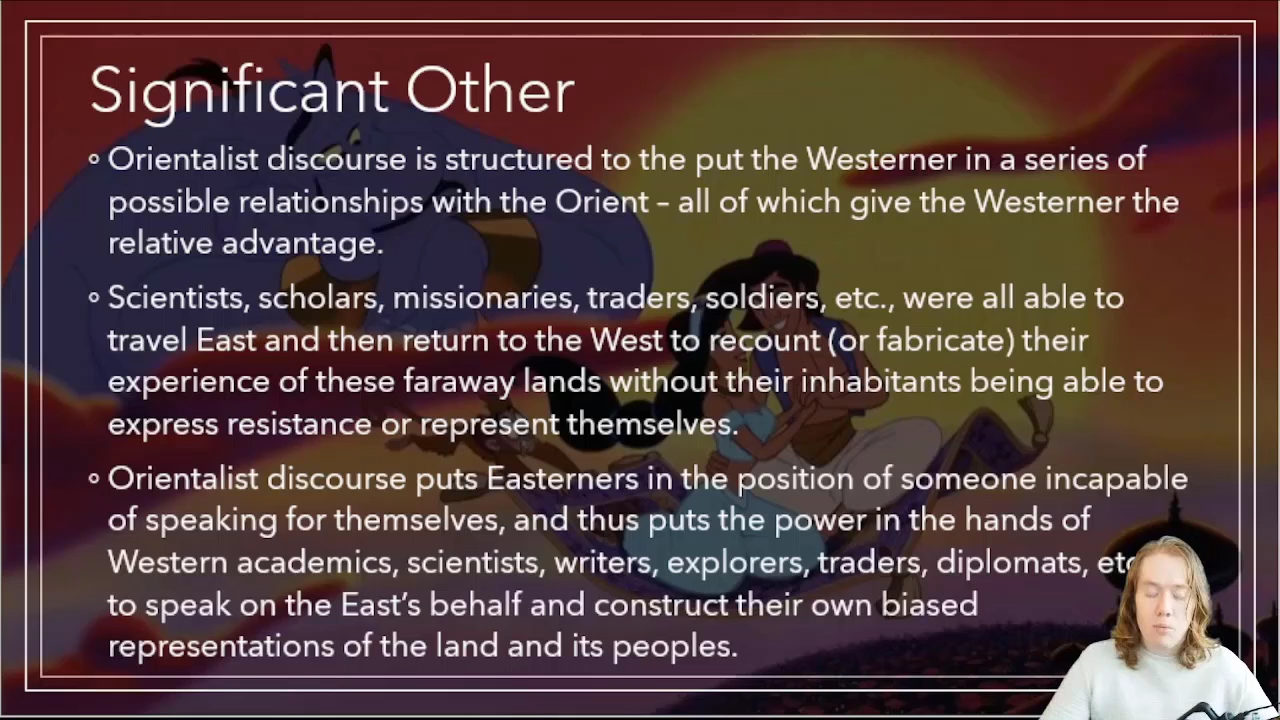 Significant Other
Orientalist discourse is structured to the put the Westerner in a series of
possible relationships with the Orient – all of which give the Westerner the
relative advantage.
Scientists, scholars, missionaries, traders, soldiers, etc., were all able to
travel East and then return to the West to recount (or fabricate) their
experience of these faraway lands without their inhabitants being able to
express resistance or represent themselves.
Orientalist discourse puts Easterners in the position of someone incapable
of speaking for themselves, and thus puts the power in the hands of
Western academics, scientists, writers, explorers, traders, diplomats, etc
to speak on the East’s behalf and construct their own biased
representations of the land and its peoples.